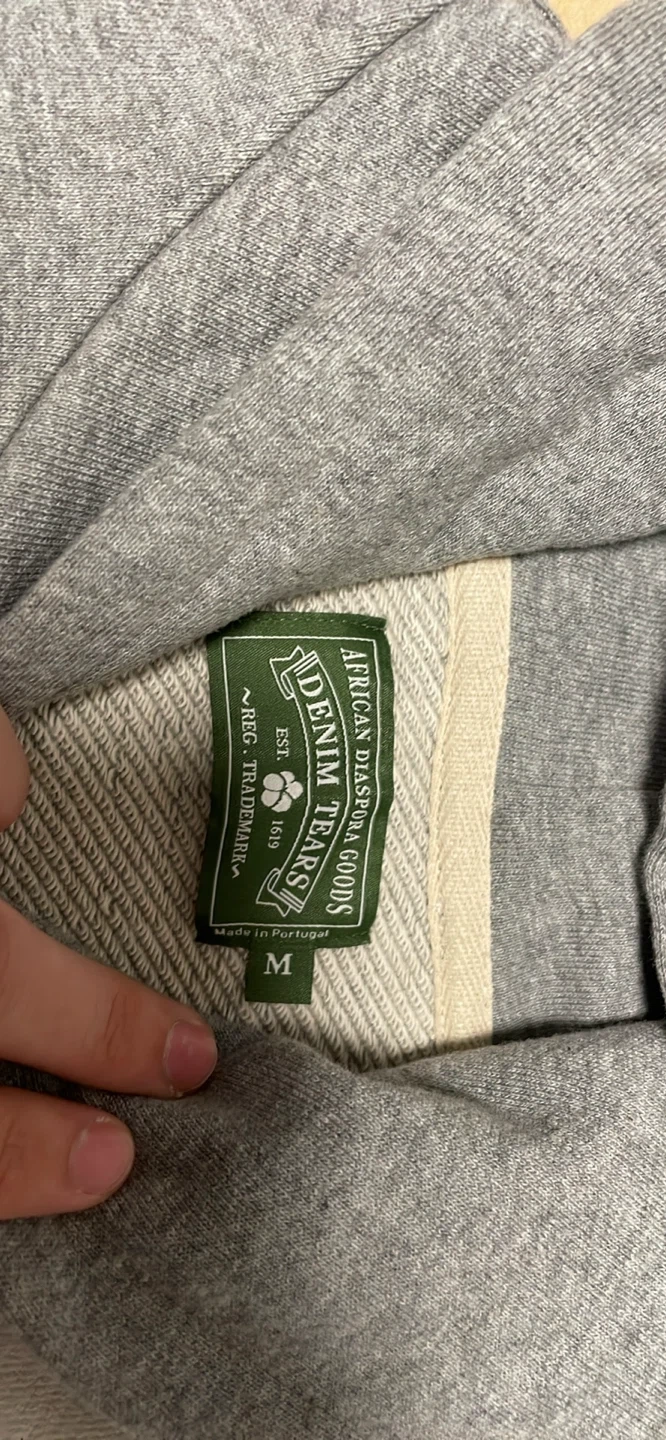 AFRICAN DIASPORA GOODS
DENIM TEARS
EST. 1619
~REG. TRADEMARK~
Made in Portugal
M